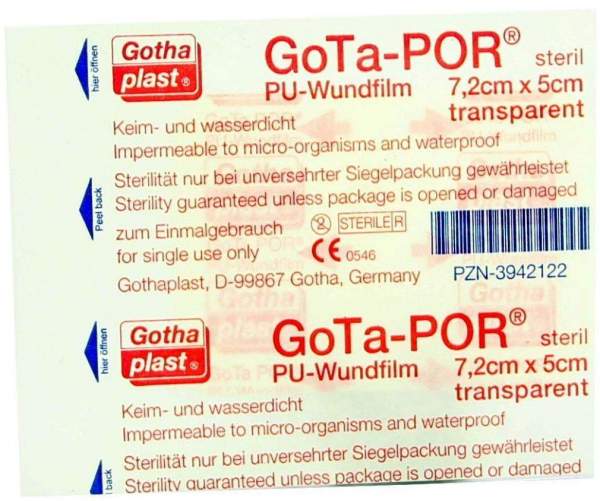 hier öffnen
Gotha
plast®
GoTa-POR® steril
PU-Wundfilm 7,2cm x 5cm
transparent
Keim- und wasserdicht
Impermeable to micro-organisms and waterproof
Peel back
Sterilität nur bei unversehrter Siegelpackung gewährleistet
Sterility guaranteed unless package is opened or damaged
zum Einmalgebrauch
STERILE R
for single use only
CE 0546
Gothaplast, D-99867 Gotha, Germany
PZN-3942122
hier öffnen
Gotha
plast®
GoTa-POR® steril
PU-Wundfilm 7,2cm x 5cm
transparent
Keim- und wasserdicht
Impermeable to micro-organisms and waterproof
back
Sterilität nur bei unversehrter Siegelpackung gewährleistet
Sterility guaranteed unless package is opened or damaged